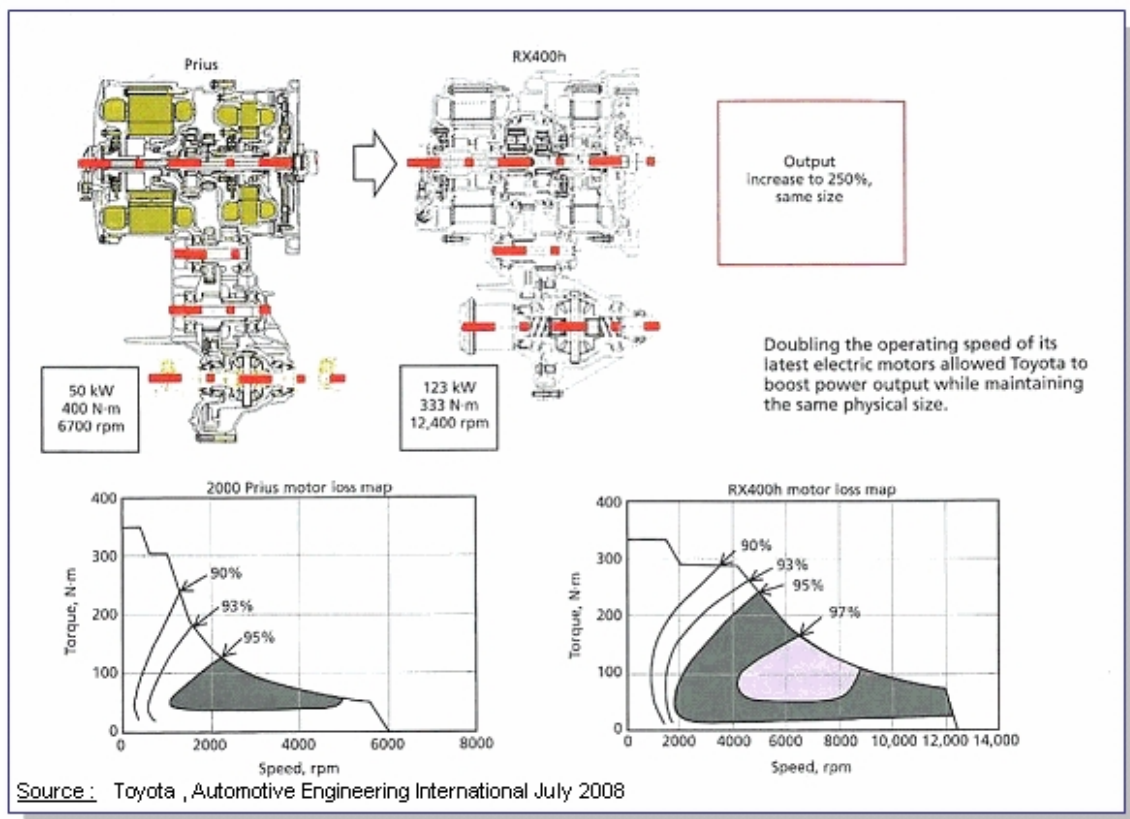 Prius
RX400h
Output
increase to 250%,
same size
50 kW
400 N·m
6700 rpm
123 kW
333 N·m
12,400 rpm
Doubling the operating speed of its
latest electric motors allowed Toyota to
boost power output while maintaining
the same physical size.
2000 Prius motor loss map
400
300
200
100
0
Torque, N·m
90%
93%
95%
0 2000 4000 6000 8000
Speed, rpm
RX400h motor loss map
400
300
200
100
0
Torque, N·m
90%
93%
95%
97%
0 2000 4000 6000 8000 10,000 12,000 14,000
Speed, rpm
Source : Toyota , Automotive Engineering International July 2008